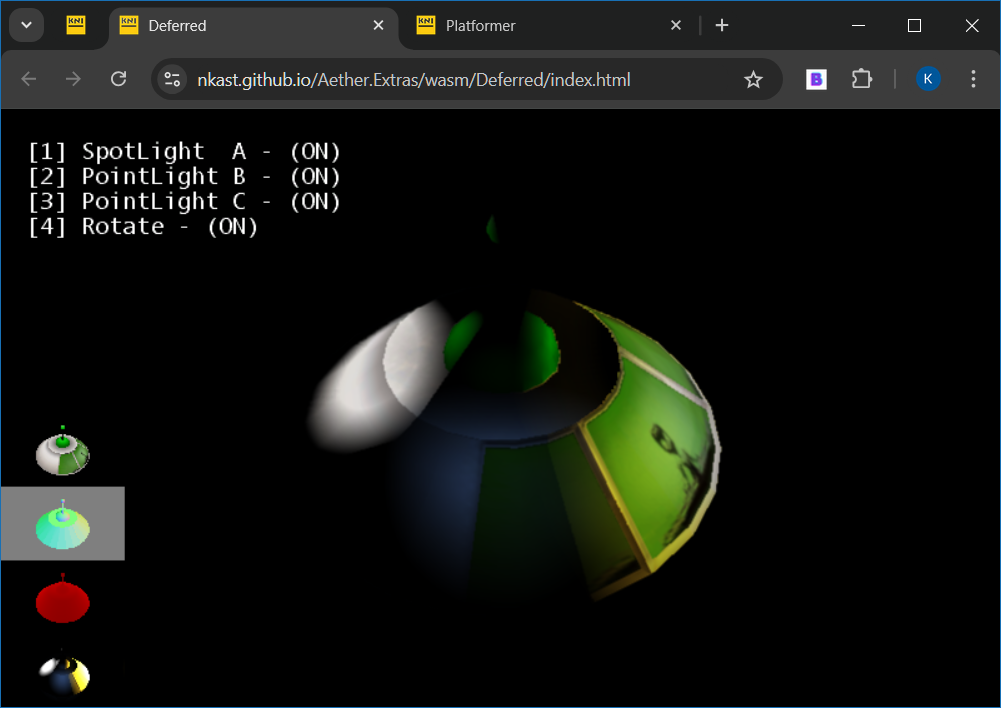 KNI
KNI Deferred
KNI Platformer
nkast.github.io/Aether.Extras/wasm/Deferred/index.html
B
K
[1] SpotLight  A - (ON)
[2] PointLight B - (ON)
[3] PointLight C - (ON)
[4] Rotate - (ON)